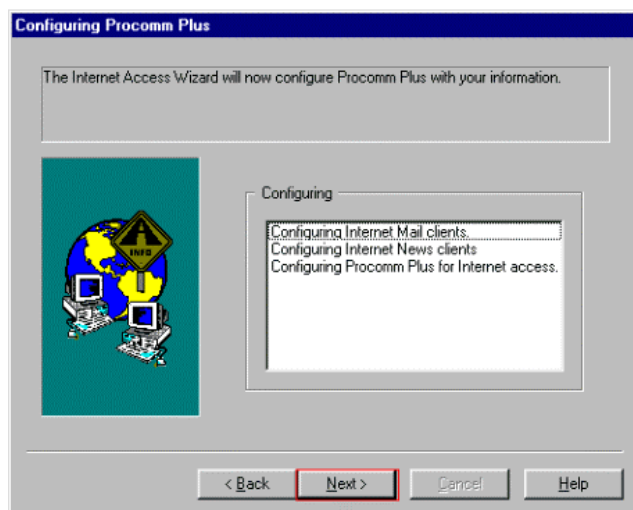 Configuring Procomm Plus
The Internet Access Wizard will now configure Procomm Plus with your information.
INFO
Configuring
Configuring Internet Mail clients.
Configuring Internet News clients
Configuring Procomm Plus for Internet access.
< Back
Next >
Cancel
Help